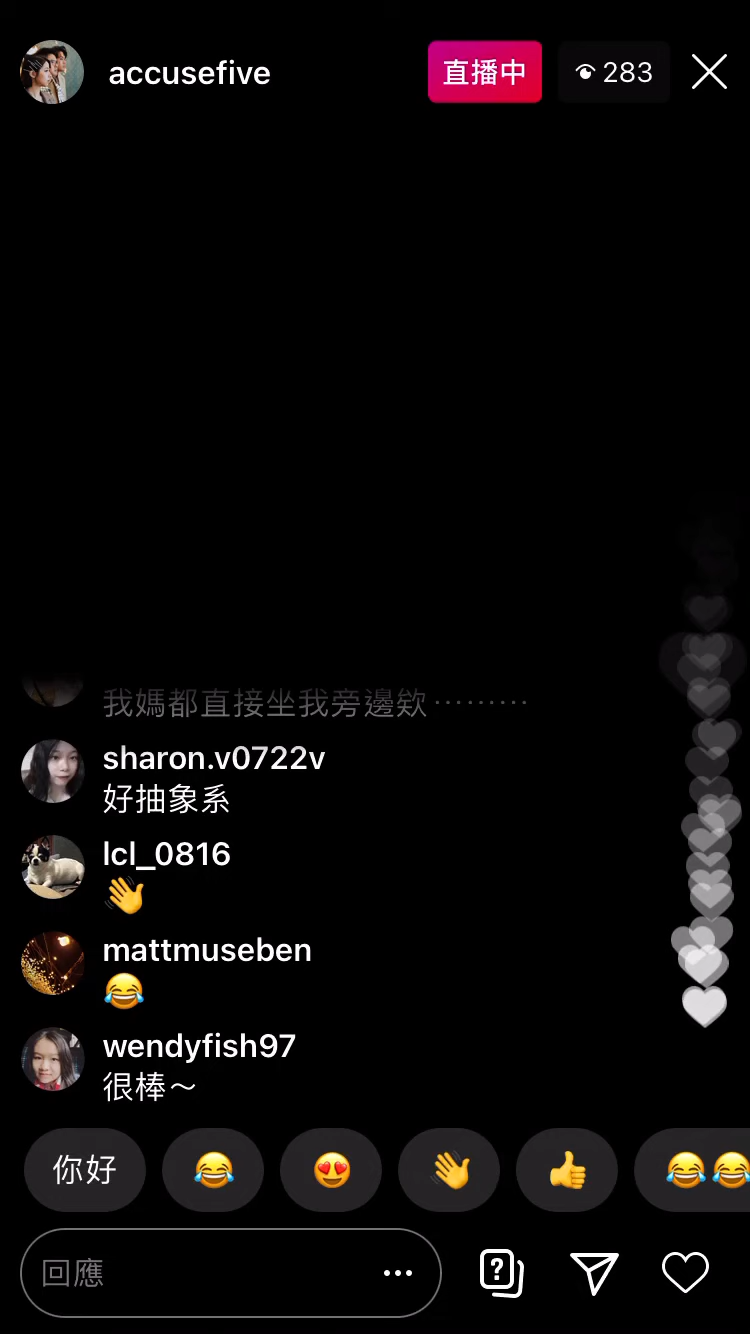 accusefive
直播中
283
我媽都直接坐我旁邊欸⋯⋯⋯
sharon.v0722v
好抽象系
lcl_0816
👋
mattmuseben
😂
wendyfish97
很棒～
你好
😂
😍
👋
👍
😂😂
回應